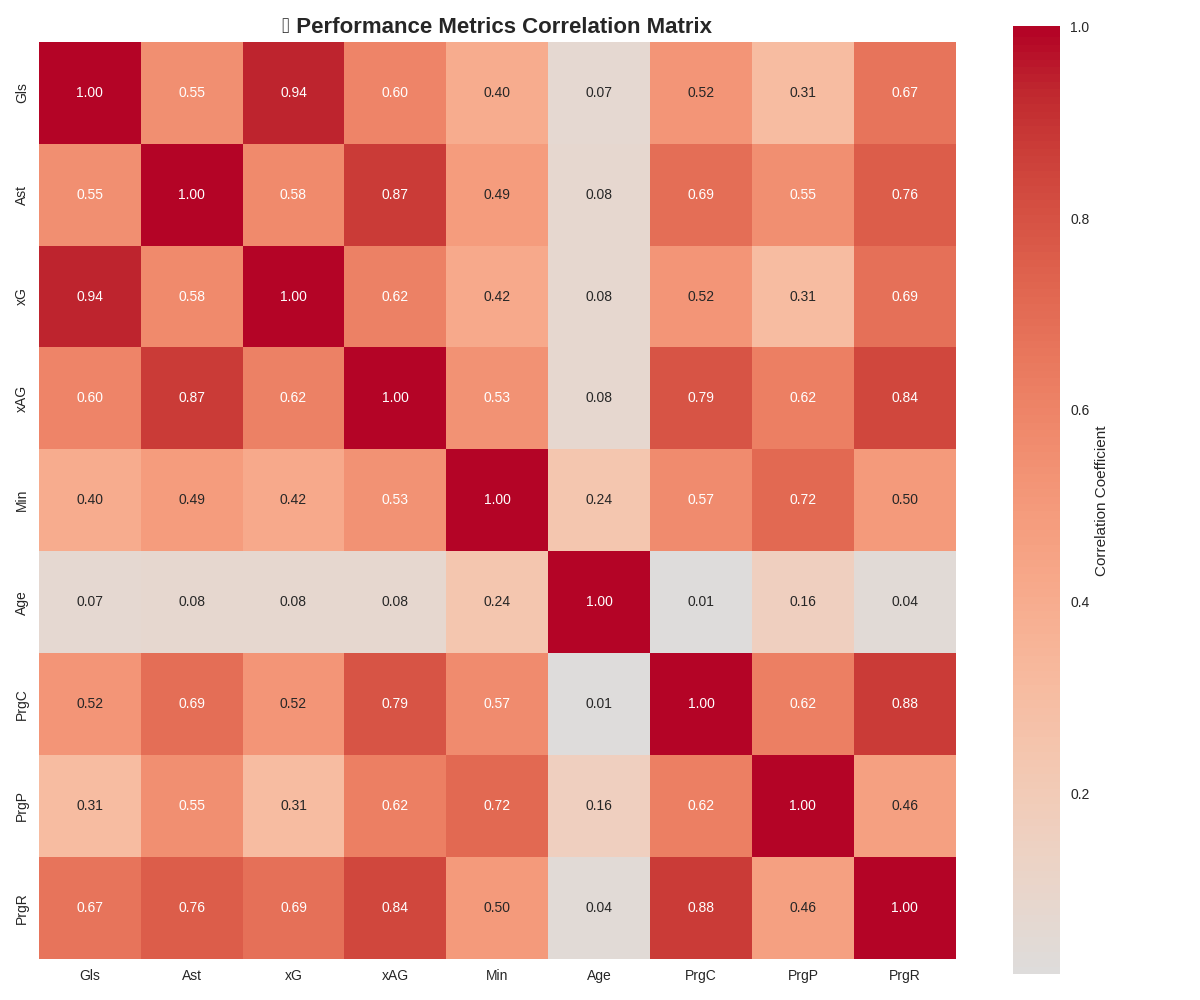 Performance Metrics Correlation Matrix
Gls 1.00 0.55 0.94 0.60 0.40 0.07 0.52 0.31 0.67
Ast 0.55 1.00 0.58 0.87 0.49 0.08 0.69 0.55 0.76
xG 0.94 0.58 1.00 0.62 0.42 0.08 0.52 0.31 0.69
xAG 0.60 0.87 0.62 1.00 0.53 0.08 0.79 0.62 0.84
Min 0.40 0.49 0.42 0.53 1.00 0.24 0.57 0.72 0.50
Age 0.07 0.08 0.08 0.08 0.24 1.00 0.01 0.16 0.04
PrgC 0.52 0.69 0.52 0.79 0.57 0.01 1.00 0.62 0.88
PrgP 0.31 0.55 0.31 0.62 0.72 0.16 0.62 1.00 0.46
PrgR 0.67 0.76 0.69 0.84 0.50 0.04 0.88 0.46 1.00
Gls Ast xG xAG Min Age PrgC PrgP PrgR
1.0
0.8
0.6
0.4
0.2
Correlation Coefficient